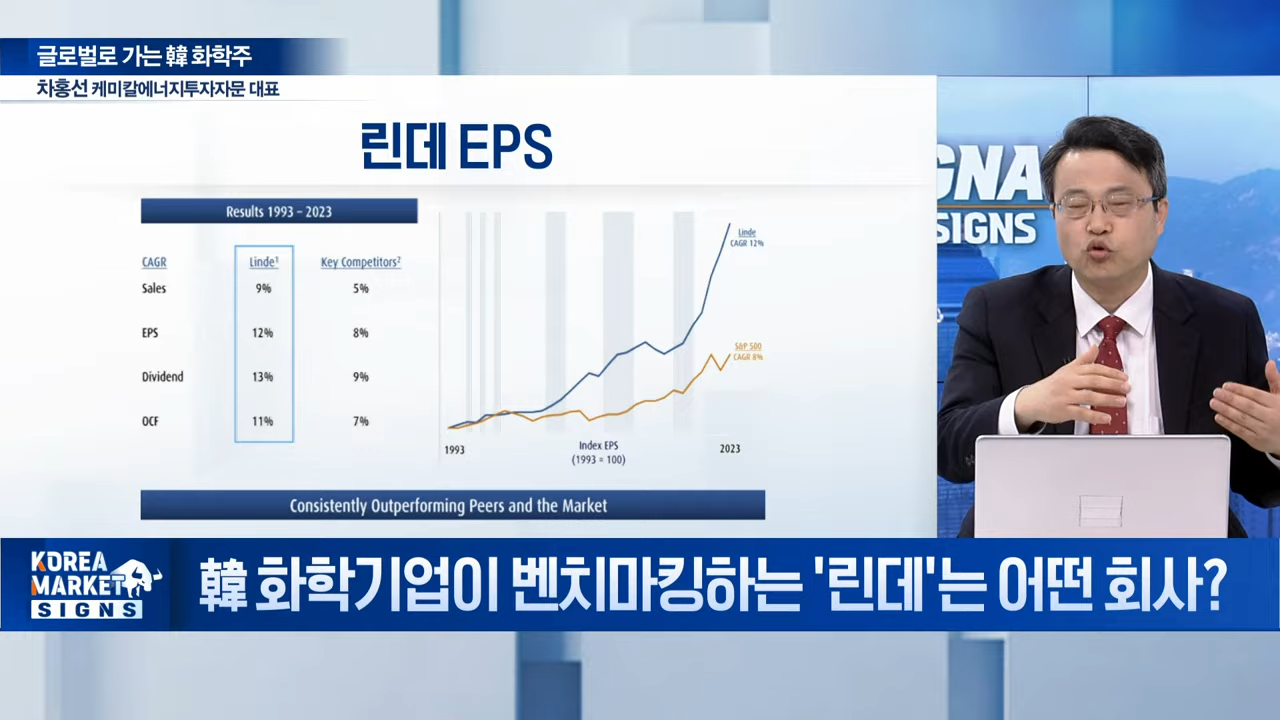 글로벌로 가는 韓 화학주
차홍선 케미칼에너지투자자문 대표
린데 EPS
Results 1993 – 2023
CAGR Linde¹ Key Competitors²
Sales 9% 5%
EPS 12% 8%
Dividend 13% 9%
OCF 11% 7%
Linde
CAGR 12%
S&P 500
CAGR 8%
1993
Index EPS
(1993 = 100)
2023
Consistently Outperforming Peers and the Market
GNA
SIGNS
KOREA
MARKET
SIGNS
韓 화학기업이 벤치마킹하는 '린데'는 어떤 회사?